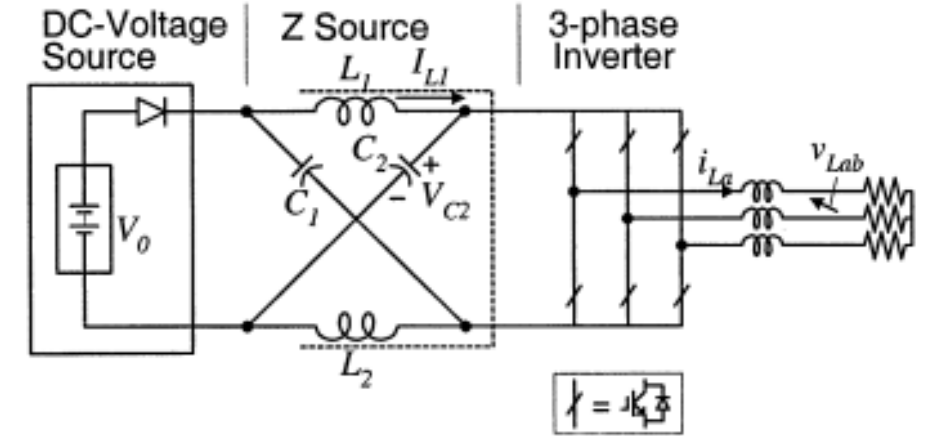 DC-Voltage
Source
Z Source
3-phase
Inverter
L1
IL1
C2
+
C1
−
VC2
V0
iLa
vLab
L2
=